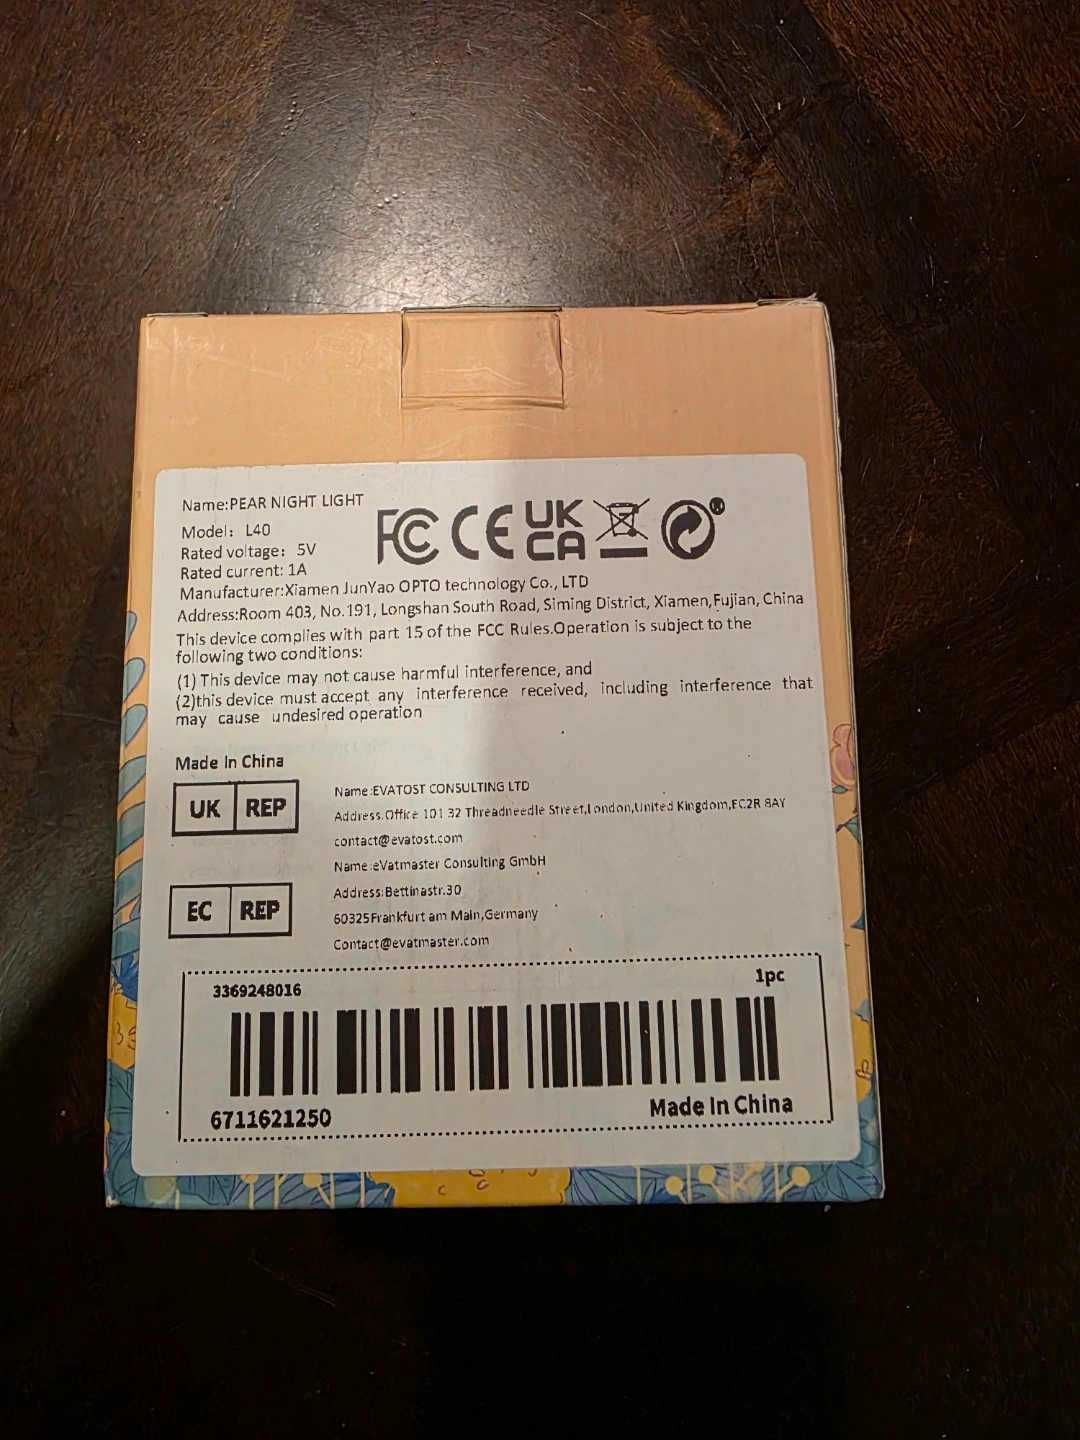 Name:PEAR NIGHT LIGHT
Model: L40
Rated voltage: 5V
Rated current: 1A
FC CE UK CA
Manufacturer:Xiamen JunYao OPTO technology Co., LTD
Address:Room 403, No.191, Longshan South Road, Siming District, Xiamen,Fujian, China
This device complies with part 15 of the FCC Rules.Operation is subject to the
following two conditions:
(1) This device may not cause harmful interference, and
(2)this device must accept any interference received, including interference that
may cause undesired operation
Made In China
UK REP
Name:EVATOST CONSULTING LTD
Address:Office 101 32 Threadneedle Street,London,United Kingdom,EC2R 8AY
contact@evatost.com
EC REP
Name:eVatmaster Consulting GmbH
Address:Bettinastr.30
60325Frankfurt am Main,Germany
Contact@evatmaster.com
3369248016 1pc
6711621250 Made In China